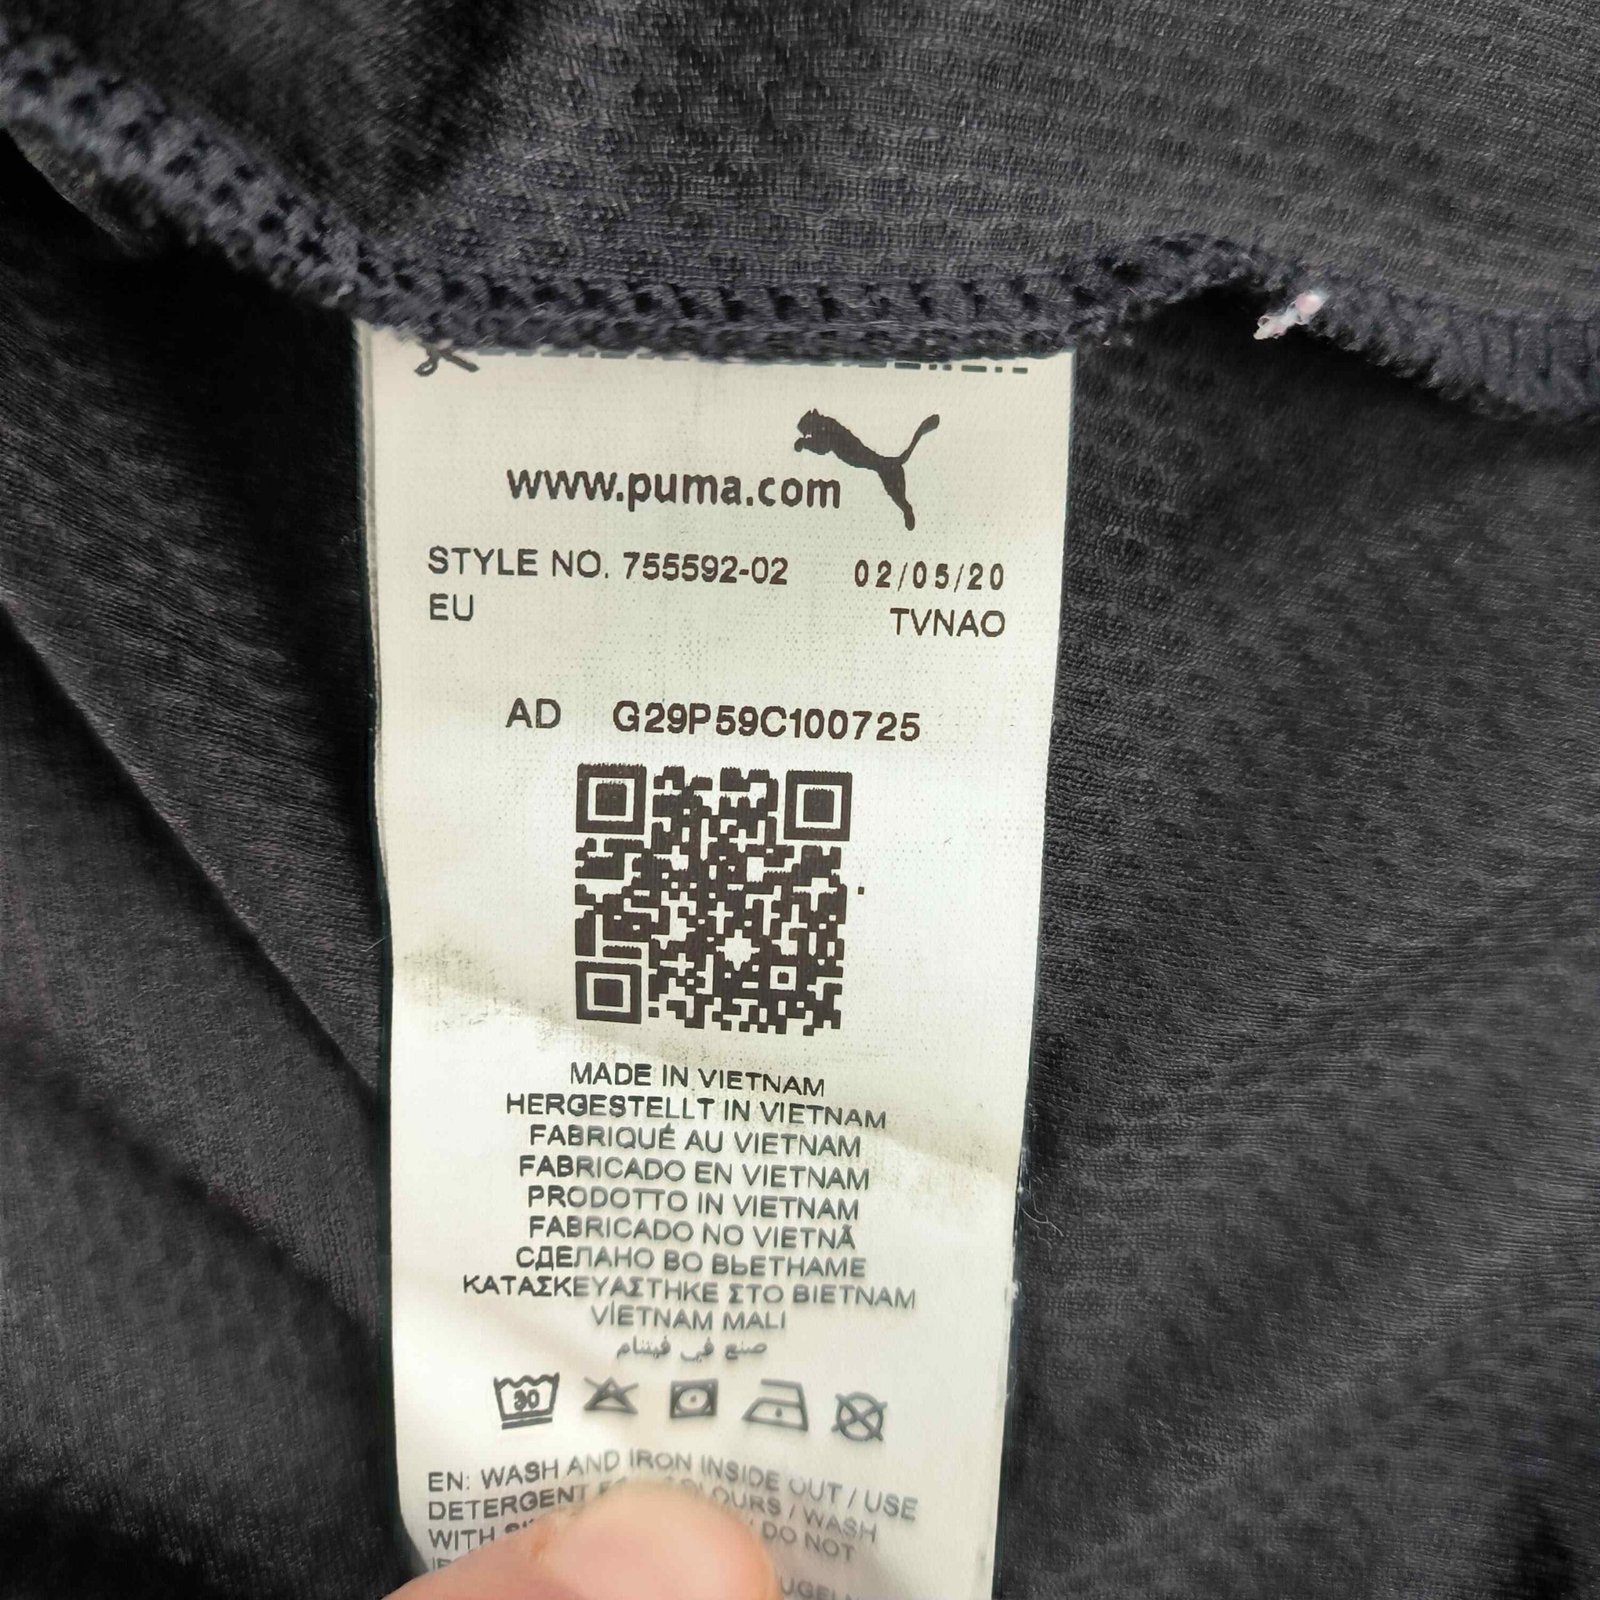 www.puma.com
STYLE NO. 755592-02 02/05/20
EU TVNAO
AD G29P59C100725
MADE IN VIETNAM
HERGESTELLT IN VIETNAM
FABRIQUÉ AU VIETNAM
FABRICADO EN VIETNAM
PRODOTTO IN VIETNAM
FABRICADO NO VIETNÃ
СДЕЛАНО ВО ВЬЕТНАМЕ
ΚΑΤΑΣΚΕΥΑΣΤΗΚΕ ΣΤΟ ΒΙΕΤΝΑΜ
VİETNAM MALI
صنع في فيتنام
30
EN: WASH AND IRON INSIDE OUT / USE
DETERGENT COLOURS / WASH
WITH DO NOT